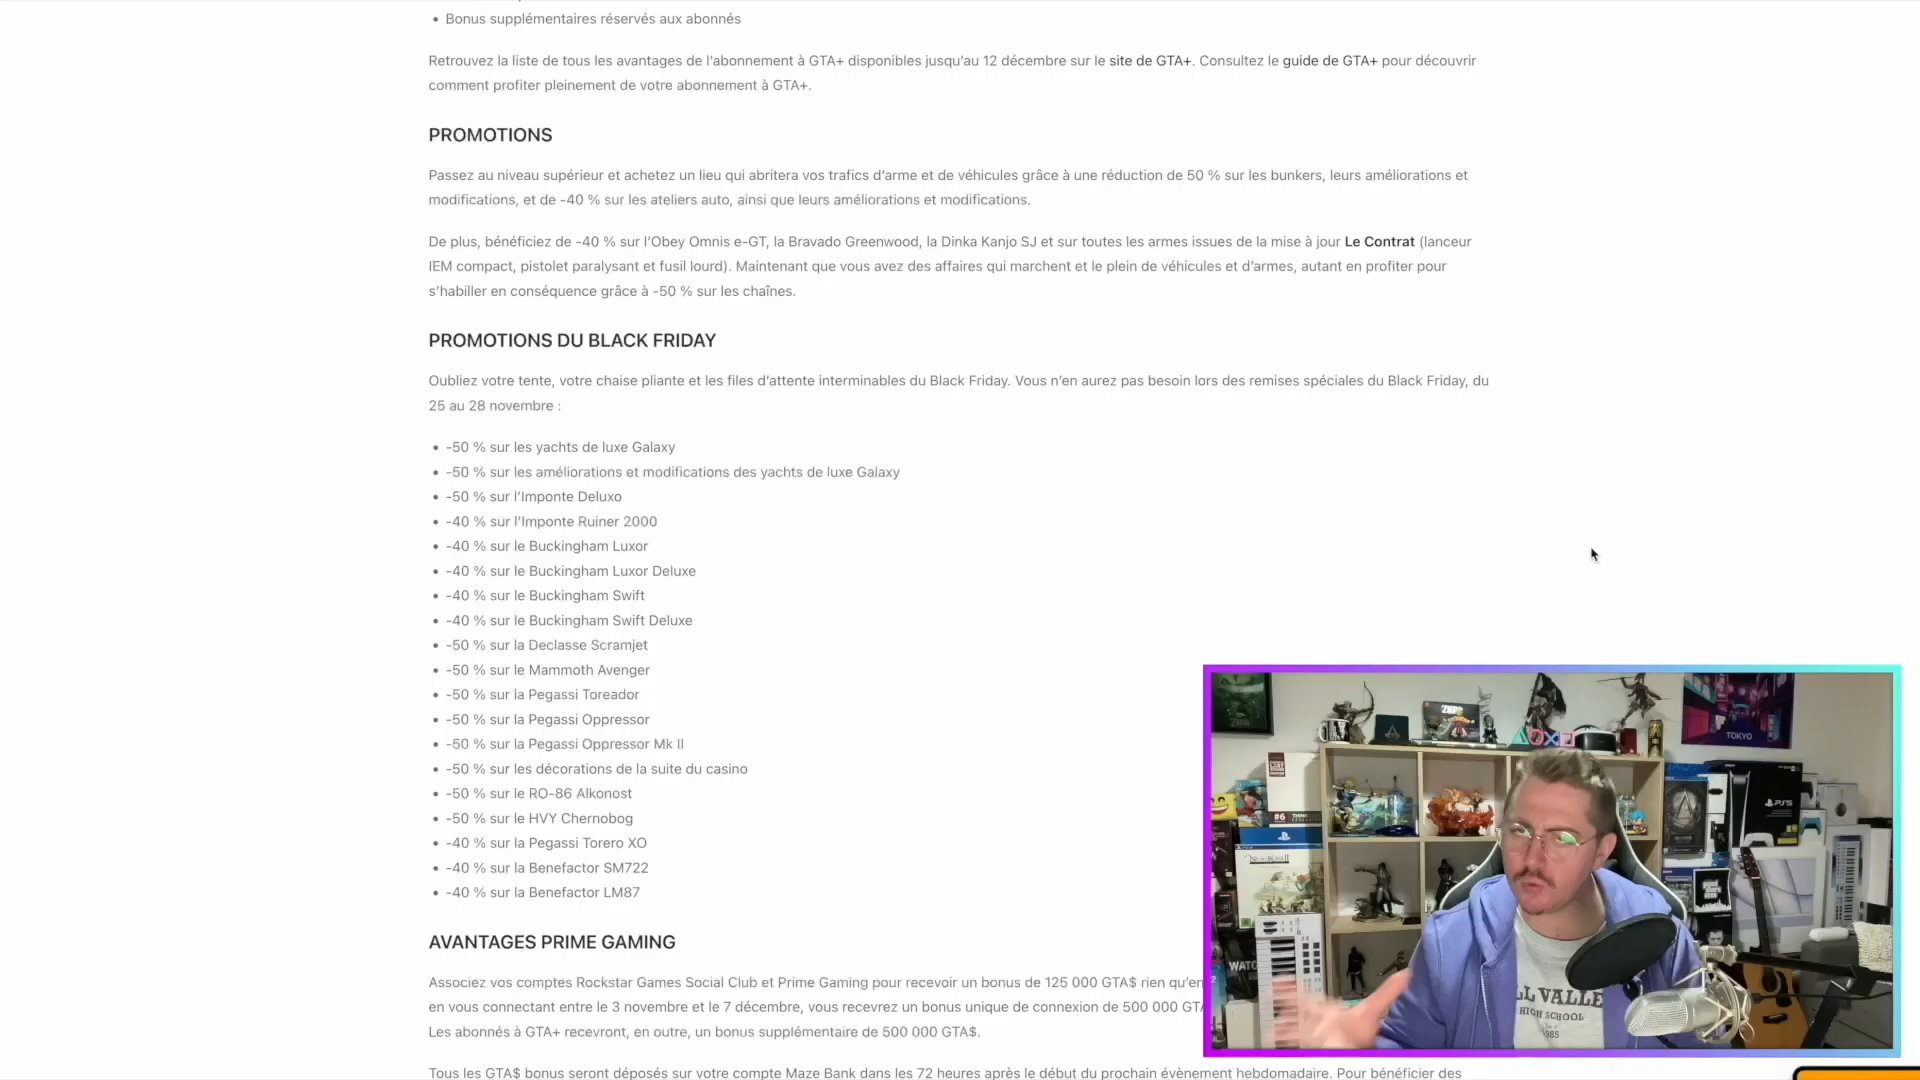 Bonus supplémentaires réservés aux abonnés
Retrouvez la liste de tous les avantages de l'abonnement à GTA+ disponibles jusqu'au 12 décembre sur le site de GTA+. Consultez le guide de GTA+ pour découvrir
comment profiter pleinement de votre abonnement à GTA+.
PROMOTIONS
Passez au niveau supérieur et achetez un lieu qui abritera vos trafics d'arme et de véhicules grâce à une réduction de 50 % sur les bunkers, leurs améliorations et
modifications, et de -40 % sur les ateliers auto, ainsi que leurs améliorations et modifications.
De plus, bénéficiez de -40 % sur l'Obey Omnis e-GT, la Bravado Greenwood, la Dinka Kanjo SJ et sur toutes les armes issues de la mise à jour Le Contrat (lanceur
IEM compact, pistolet paralysant et fusil lourd). Maintenant que vous avez des affaires qui marchent et le plein de véhicules et d'armes, autant en profiter pour
s'habiller en conséquence grâce à -50 % sur les chaînes.
PROMOTIONS DU BLACK FRIDAY
Oubliez votre tente, votre chaise pliante et les files d'attente interminables du Black Friday. Vous n'en aurez pas besoin lors des remises spéciales du Black Friday, du
25 au 28 novembre :
-50 % sur les yachts de luxe Galaxy
-50 % sur les améliorations et modifications des yachts de luxe Galaxy
-50 % sur l'Imponte Deluxo
-40 % sur l'Imponte Ruiner 2000
-40 % sur le Buckingham Luxor
-40 % sur le Buckingham Luxor Deluxe
-40 % sur le Buckingham Swift
-40 % sur le Buckingham Swift Deluxe
-50 % sur la Declasse Scramjet
-50 % sur le Mammoth Avenger
-50 % sur la Pegassi Toreador
-50 % sur la Pegassi Oppressor
-50 % sur la Pegassi Oppressor Mk II
-50 % sur les décorations de la suite du casino
-50 % sur le RO-86 Alkonost
-50 % sur le HVY Chernobog
-40 % sur la Pegassi Torero XO
-40 % sur la Benefactor SM722
-40 % sur la Benefactor LM87
AVANTAGES PRIME GAMING
Associez vos comptes Rockstar Games Social Club et Prime Gaming pour recevoir un bonus de 125 000 GTA$ rien qu'en
en vous connectant entre le 3 novembre et le 7 décembre, vous recevrez un bonus unique de connexion de 500 000 GTA
Les abonnés à GTA+ recevront, en outre, un bonus supplémentaire de 500 000 GTA$.
Tous les GTA$ bonus seront déposés sur votre compte Maze Bank dans les 72 heures après le début du prochain évènement hebdomadaire. Pour bénéficier des
TOKYO
PS5
#6
WATC
LL VALLE
HIGH SCHOOL
1985